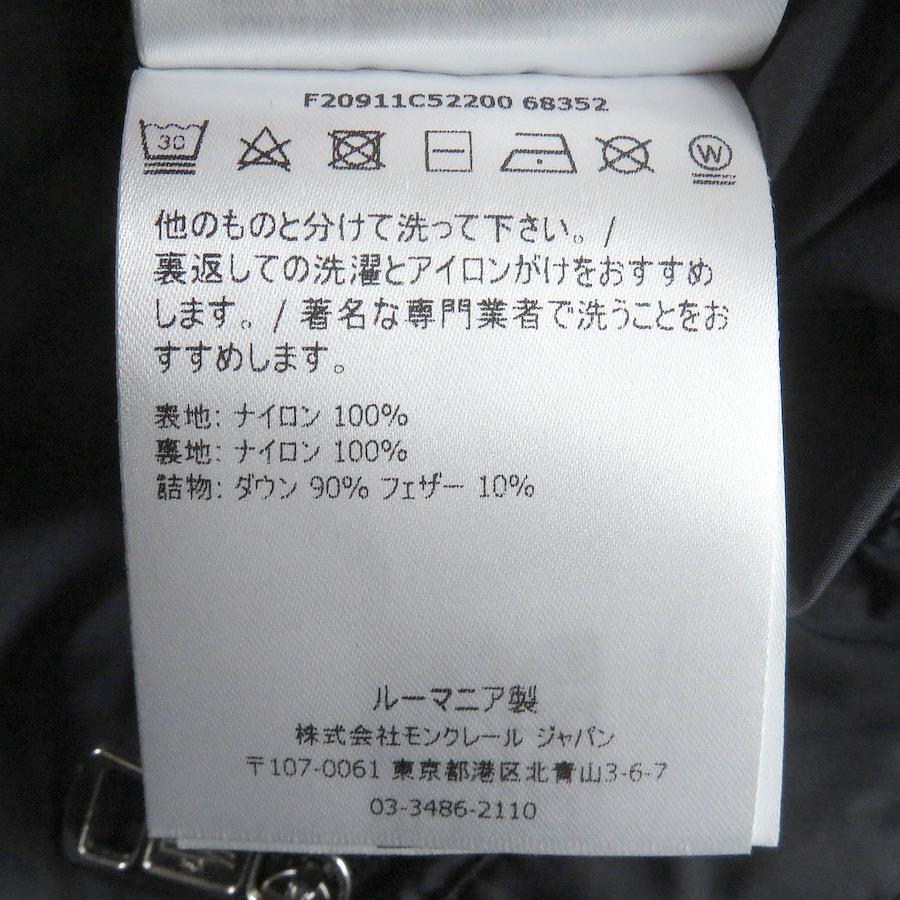 F20911C52200 68352
30
W
他のものと分けて洗って下さい。/
裏返しての洗濯とアイロンがけをおすすめ
します。/ 著名な専門業者で洗うことをお
すすめします。
表地: ナイロン 100%
裏地: ナイロン 100%
詰物: ダウン 90% フェザー 10%
ルーマニア製
株式会社モンクレール ジャパン
〒107-0061 東京都港区北青山3-6-7
03-3486-2110